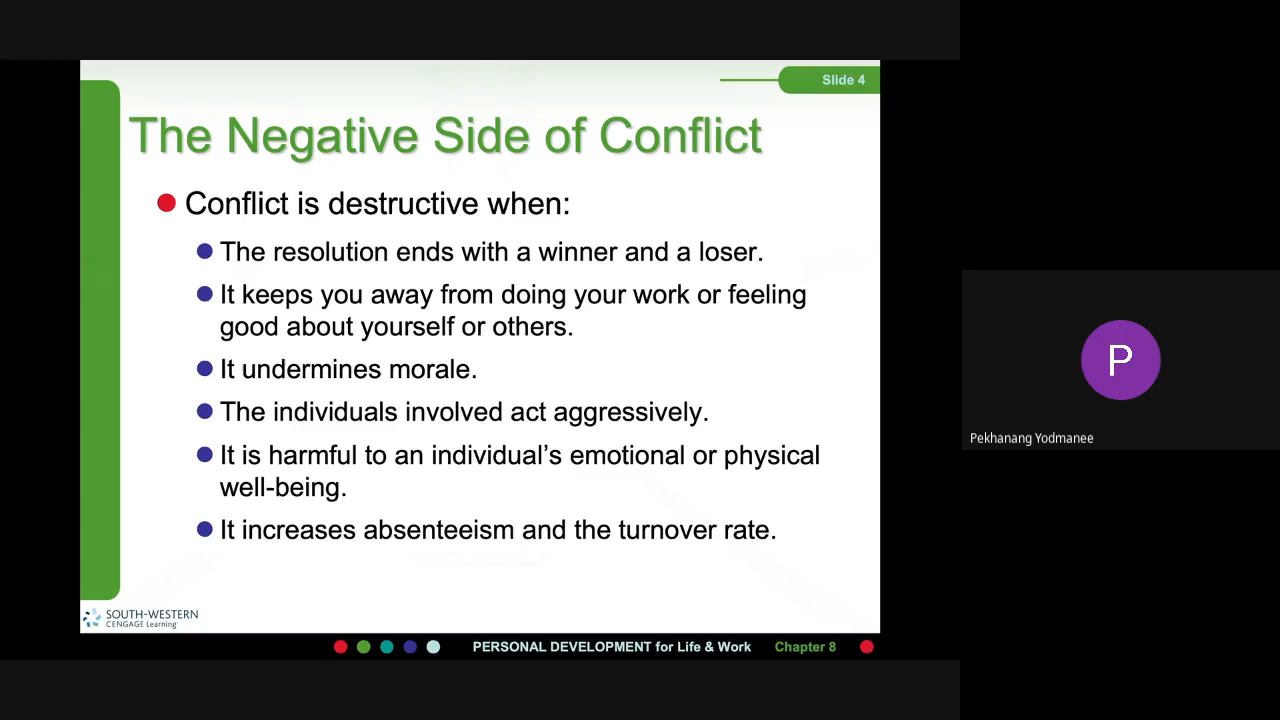 Slide 4
The Negative Side of Conflict
Conflict is destructive when:
The resolution ends with a winner and a loser.
It keeps you away from doing your work or feeling
good about yourself or others.
It undermines morale.
The individuals involved act aggressively.
It is harmful to an individual’s emotional or physical
well-being.
It increases absenteeism and the turnover rate.
SOUTH-WESTERN
CENGAGE Learning
PERSONAL DEVELOPMENT for Life & Work Chapter 8
P
Pekhanang Yodmanee